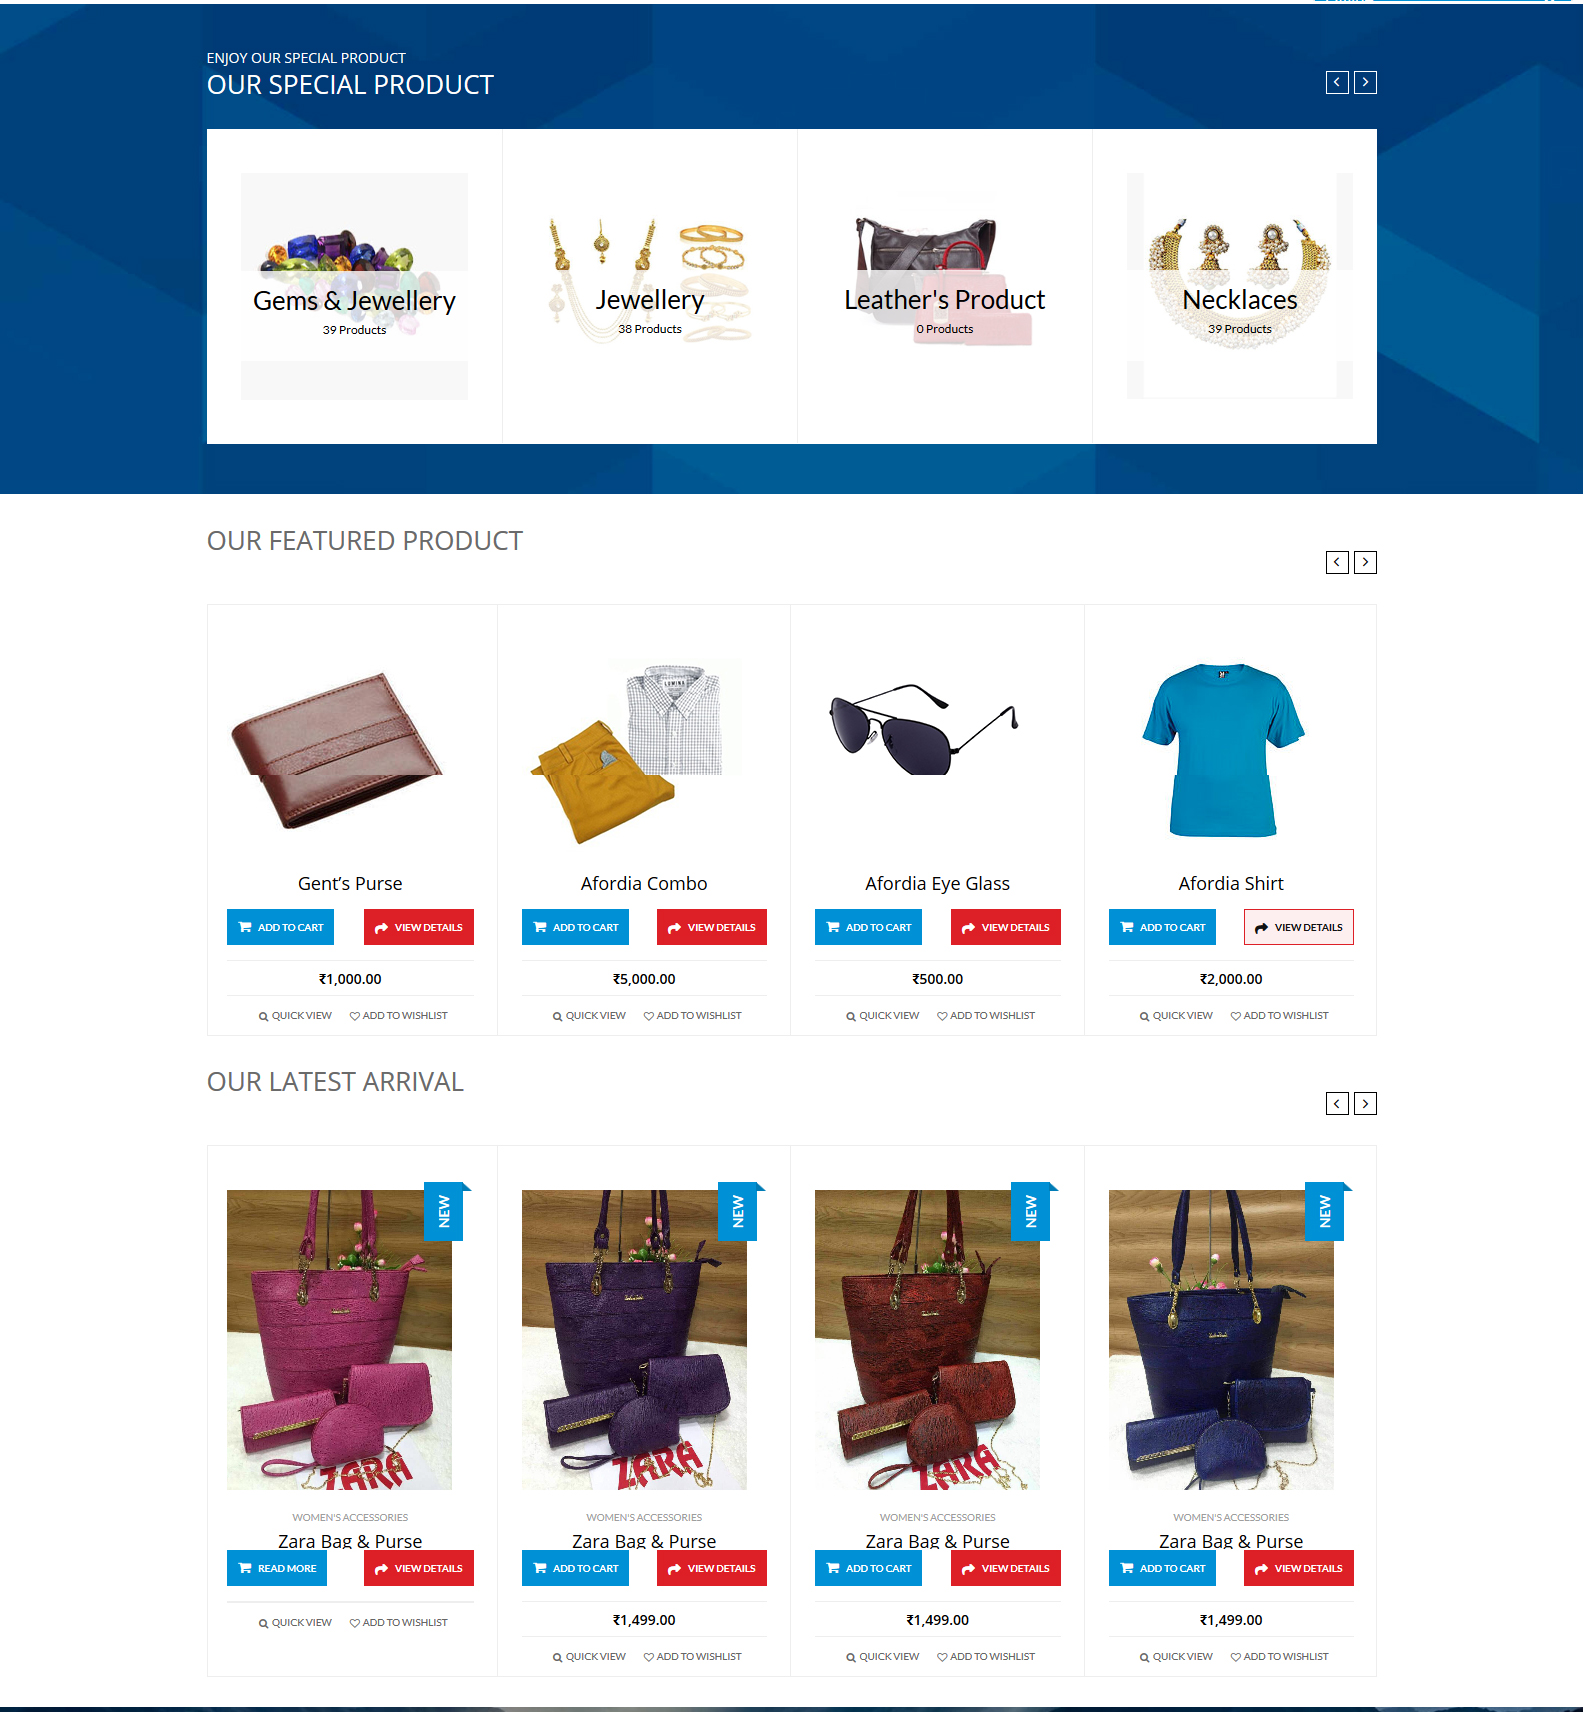 ENJOY OUR SPECIAL PRODUCT
OUR SPECIAL PRODUCT
Gems & Jewellery
39 Products
Jewellery
38 Products
Leather's Product
0 Products
Necklaces
39 Products
OUR FEATURED PRODUCT
LUMINA
Gent’s Purse
Afordia Combo
Afordia Eye Glass
Afordia Shirt
ADD TO CART VIEW DETAILS
ADD TO CART VIEW DETAILS
ADD TO CART VIEW DETAILS
ADD TO CART VIEW DETAILS
₹1,000.00
₹5,000.00
₹500.00
₹2,000.00
QUICK VIEW ADD TO WISHLIST
QUICK VIEW ADD TO WISHLIST
QUICK VIEW ADD TO WISHLIST
QUICK VIEW ADD TO WISHLIST
OUR LATEST ARRIVAL
NEW
NEW
NEW
NEW
ZARA
ZARA
ZARA
WOMEN'S ACCESSORIES
WOMEN'S ACCESSORIES
WOMEN'S ACCESSORIES
WOMEN'S ACCESSORIES
Zara Bag & Purse
Zara Bag & Purse
Zara Bag & Purse
Zara Bag & Purse
READ MORE VIEW DETAILS
ADD TO CART VIEW DETAILS
ADD TO CART VIEW DETAILS
ADD TO CART VIEW DETAILS
₹1,499.00
₹1,499.00
₹1,499.00
QUICK VIEW ADD TO WISHLIST
QUICK VIEW ADD TO WISHLIST
QUICK VIEW ADD TO WISHLIST
QUICK VIEW ADD TO WISHLIST